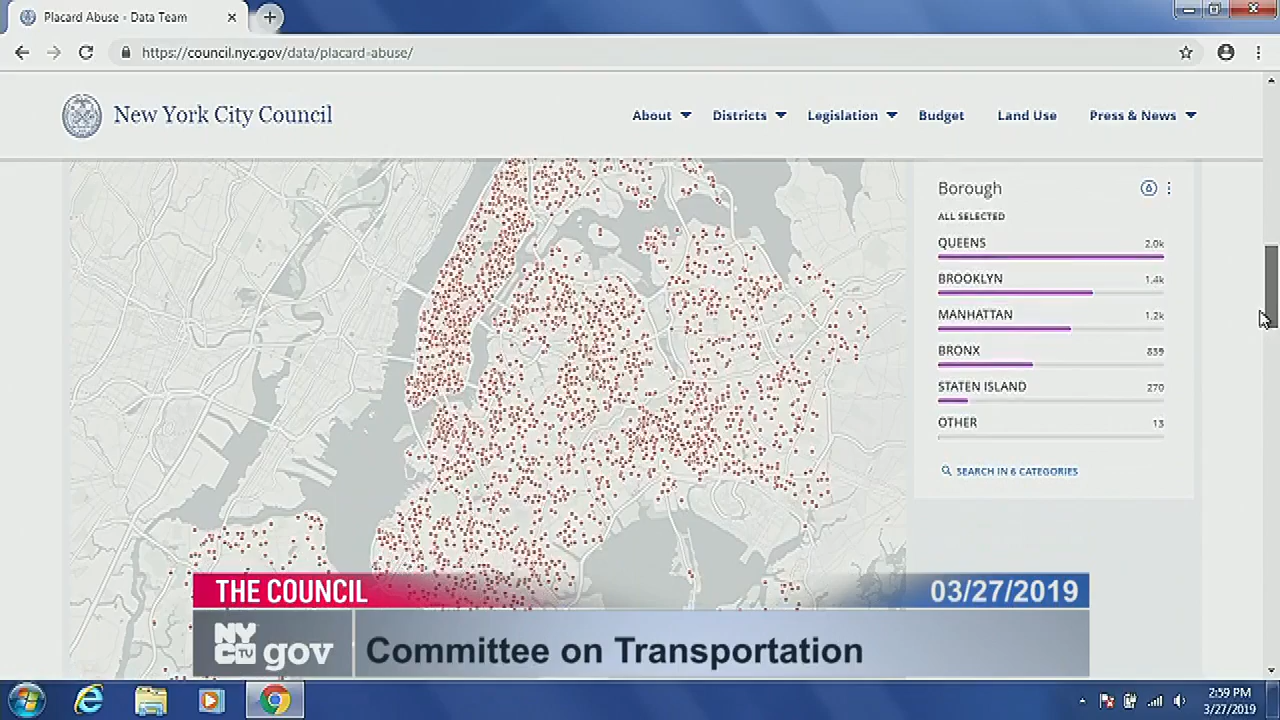 Placard Abuse - Data Team
https://council.nyc.gov/data/placard-abuse/
New York City Council
About Districts Legislation Budget Land Use Press & News
Borough
ALL SELECTED
QUEENS 2.0k
BROOKLYN 1.4k
MANHATTAN 1.2k
BRONX 839
STATEN ISLAND 270
OTHER 13
SEARCH IN 6 CATEGORIES
THE COUNCIL 03/27/2019
NYC TV gov Committee on Transportation
2:59 PM
3/27/2019